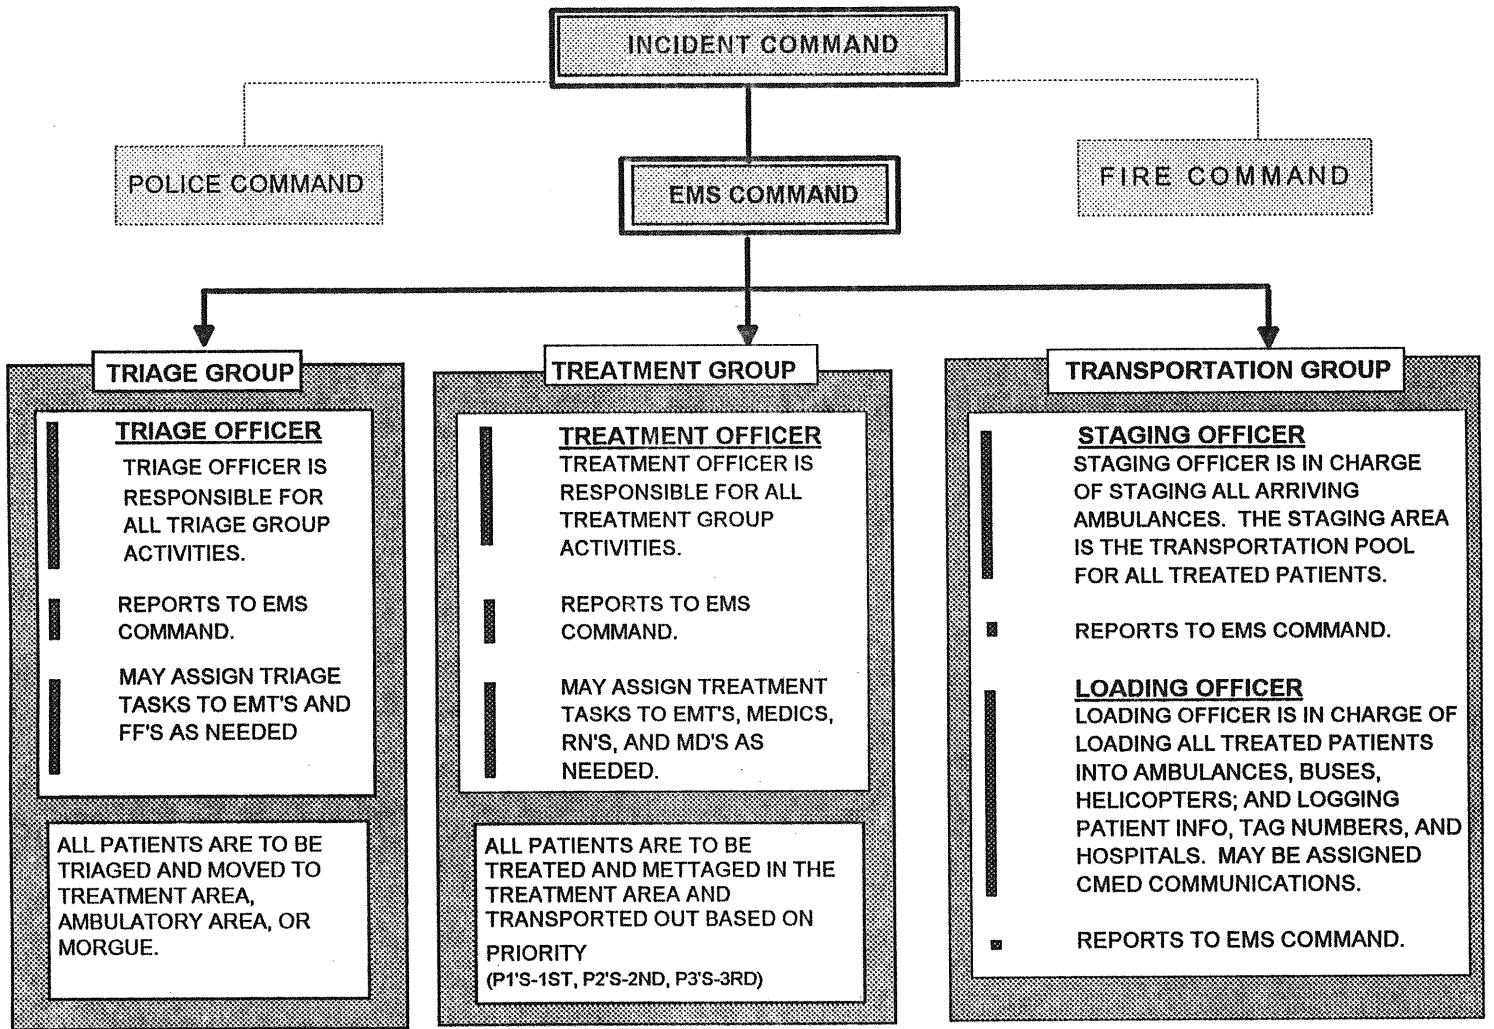 INCIDENT COMMAND
POLICE COMMAND
EMS COMMAND
FIRE COMMAND
TRIAGE GROUP
TRIAGE OFFICER
TRIAGE OFFICER IS
RESPONSIBLE FOR
ALL TRIAGE GROUP
ACTIVITIES.
REPORTS TO EMS
COMMAND.
MAY ASSIGN TRIAGE
TASKS TO EMT'S AND
FF'S AS NEEDED
ALL PATIENTS ARE TO BE
TRIAGED AND MOVED TO
TREATMENT AREA,
AMBULATORY AREA, OR
MORGUE.
TREATMENT GROUP
TREATMENT OFFICER
TREATMENT OFFICER IS
RESPONSIBLE FOR ALL
TREATMENT GROUP
ACTIVITIES.
REPORTS TO EMS
COMMAND.
MAY ASSIGN TREATMENT
TASKS TO EMT'S, MEDICS,
RN'S, AND MD'S AS
NEEDED.
ALL PATIENTS ARE TO BE
TREATED AND METTAGED IN THE
TREATMENT AREA AND
TRANSPORTED OUT BASED ON
PRIORITY
(P1'S-1ST, P2'S-2ND, P3'S-3RD)
TRANSPORTATION GROUP
STAGING OFFICER
STAGING OFFICER IS IN CHARGE
OF STAGING ALL ARRIVING
AMBULANCES. THE STAGING AREA
IS THE TRANSPORTATION POOL
FOR ALL TREATED PATIENTS.
REPORTS TO EMS COMMAND.
LOADING OFFICER
LOADING OFFICER IS IN CHARGE OF
LOADING ALL TREATED PATIENTS
INTO AMBULANCES, BUSES,
HELICOPTERS; AND LOGGING
PATIENT INFO, TAG NUMBERS, AND
HOSPITALS. MAY BE ASSIGNED
CMED COMMUNICATIONS.
REPORTS TO EMS COMMAND.